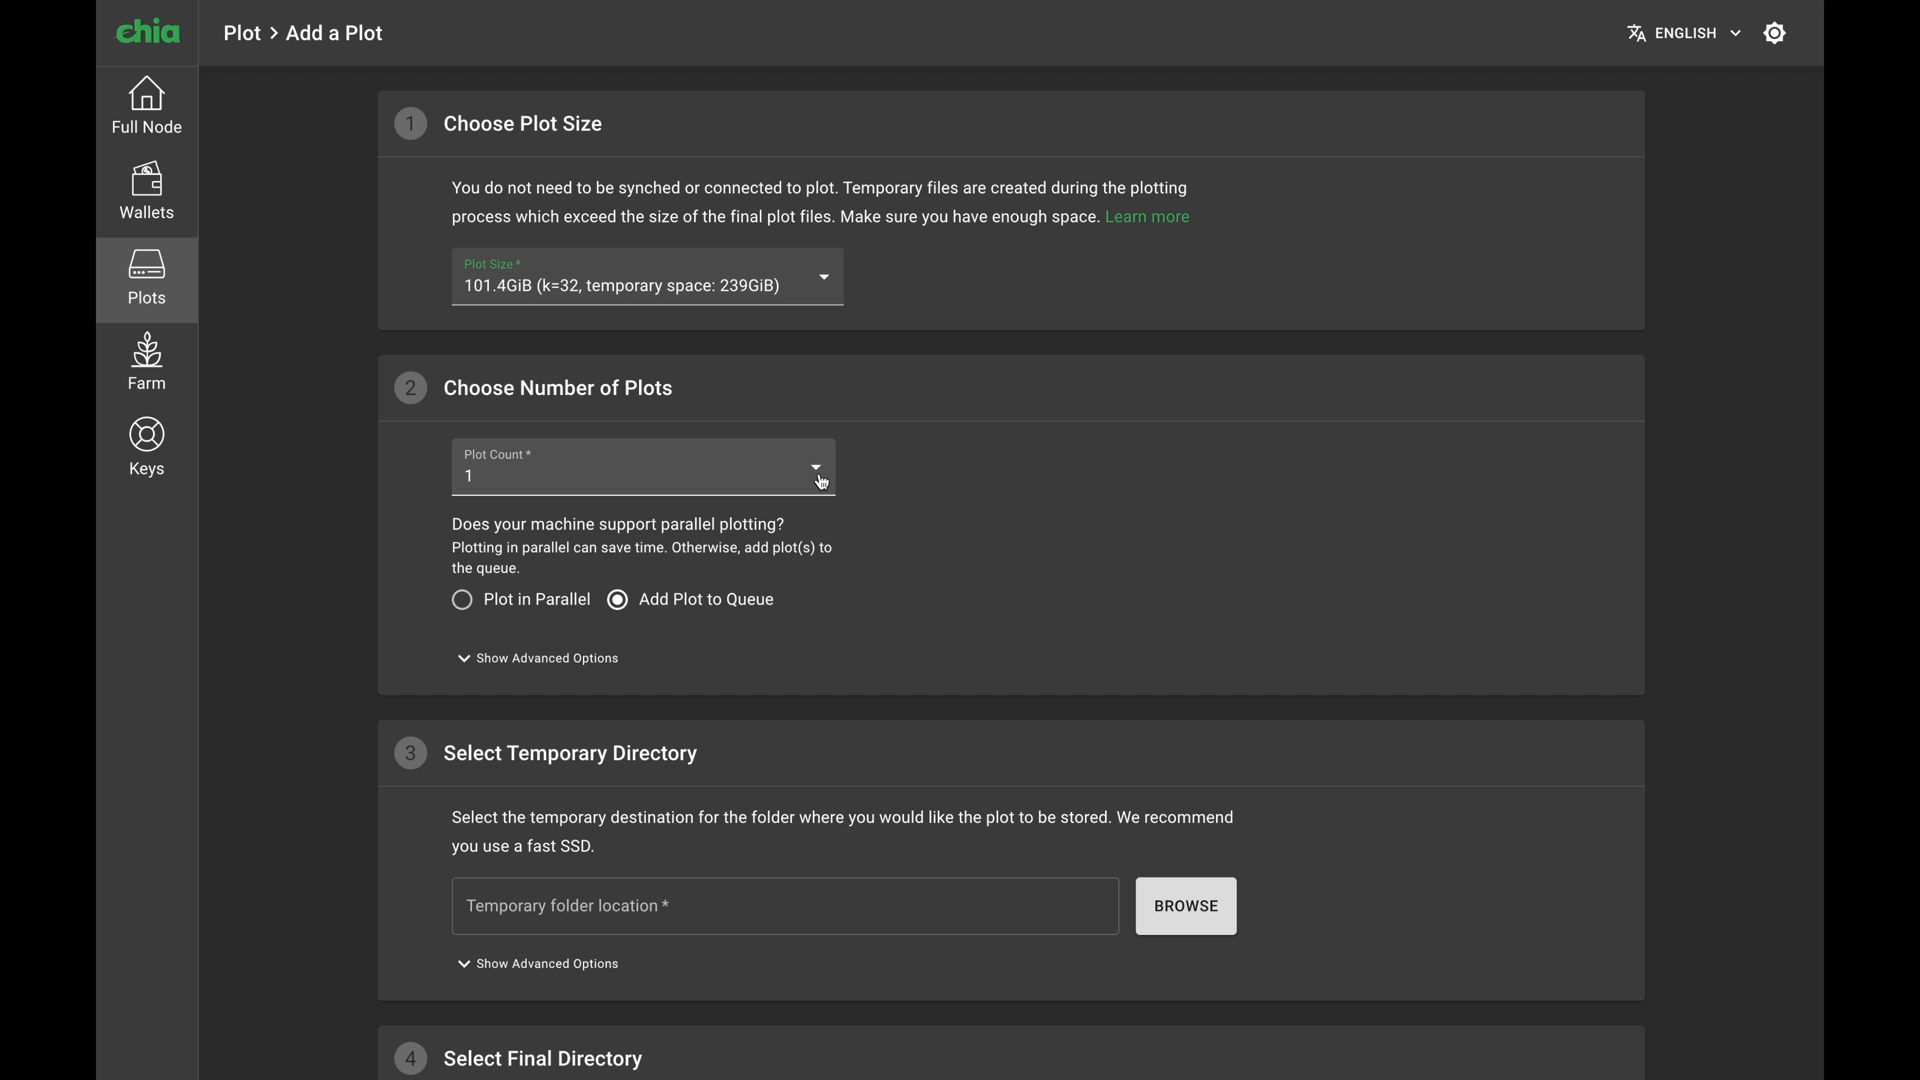 chia
Plot > Add a Plot
ENGLISH
Full Node
Wallets
Plots
Farm
Keys
1 Choose Plot Size
You do not need to be synched or connected to plot. Temporary files are created during the plotting
process which exceed the size of the final plot files. Make sure you have enough space. Learn more
Plot Size *
101.4GiB (k=32, temporary space: 239GiB)
2 Choose Number of Plots
Plot Count *
1
Does your machine support parallel plotting?
Plotting in parallel can save time. Otherwise, add plot(s) to
the queue.
Plot in Parallel Add Plot to Queue
Show Advanced Options
3 Select Temporary Directory
Select the temporary destination for the folder where you would like the plot to be stored. We recommend
you use a fast SSD.
Temporary folder location * BROWSE
Show Advanced Options
4 Select Final Directory